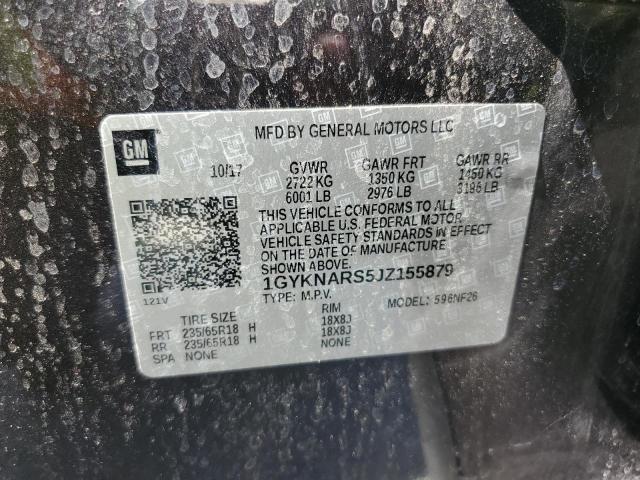 GM
MFD BY GENERAL MOTORS LLC
10/17 GVWR GAWR FRT GAWR RR
2722 KG 1350 KG 1450 KG
6001 LB 2976 LB 3196 LB
THIS VEHICLE CONFORMS TO ALL
APPLICABLE U.S. FEDERAL MOTOR
VEHICLE SAFETY STANDARDS IN EFFECT
ON THE DATE OF MANUFACTURE
SHOWN ABOVE.
1GYKNARS5JZ155879
121V TYPE: M.P.V. MODEL: 596NF26
TIRE SIZE RIM
FRT 235/65R18 H 18X8J
RR 235/65R18 H 18X8J
SPA NONE NONE